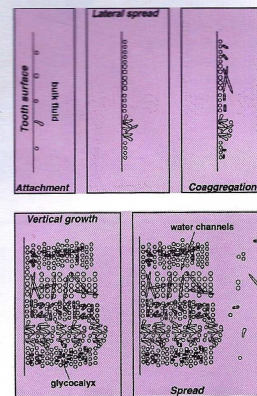 Lateral spread
Tooth surface
bulk fluid
Attachment
Coaggregation
Vertical growth
water channels
glycocalyx
Spread